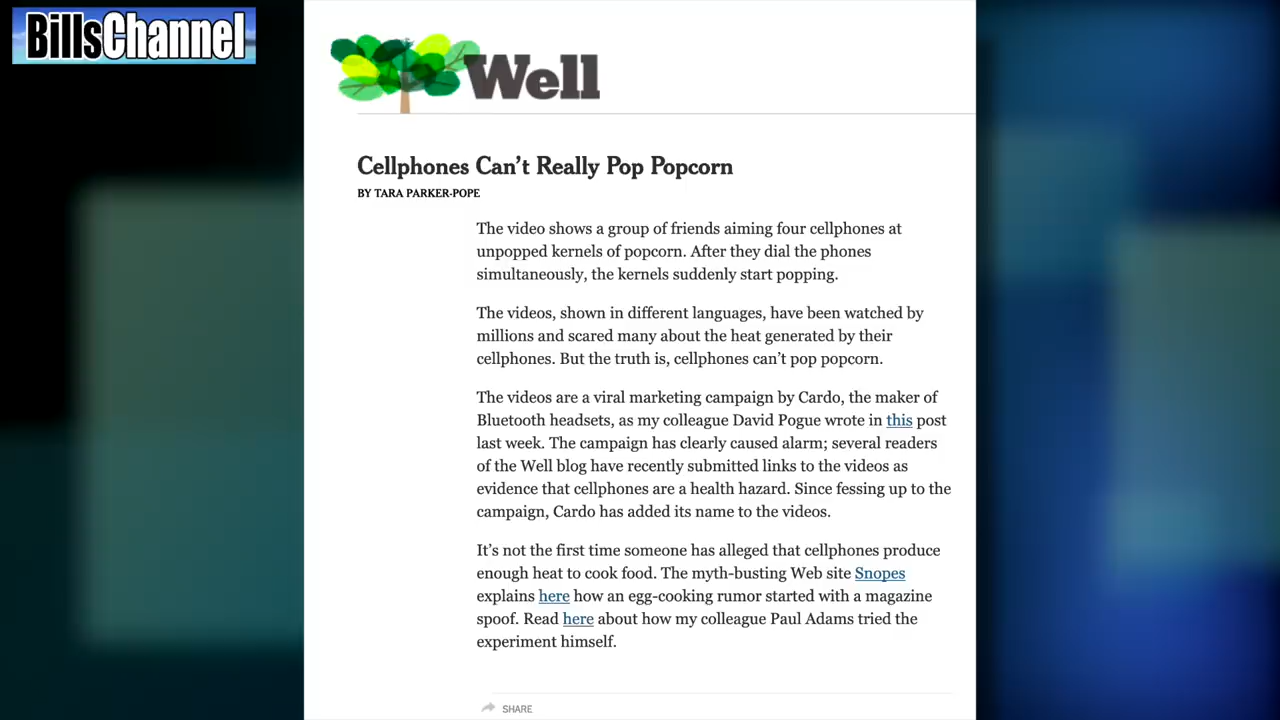 BillsChannel
Well
Cellphones Can’t Really Pop Popcorn
BY TARA PARKER-POPE
The video shows a group of friends aiming four cellphones at
unpopped kernels of popcorn. After they dial the phones
simultaneously, the kernels suddenly start popping.
The videos, shown in different languages, have been watched by
millions and scared many about the heat generated by their
cellphones. But the truth is, cellphones can’t pop popcorn.
The videos are a viral marketing campaign by Cardo, the maker of
Bluetooth headsets, as my colleague David Pogue wrote in this post
last week. The campaign has clearly caused alarm; several readers
of the Well blog have recently submitted links to the videos as
evidence that cellphones are a health hazard. Since fessing up to the
campaign, Cardo has added its name to the videos.
It’s not the first time someone has alleged that cellphones produce
enough heat to cook food. The myth-busting Web site Snopes
explains here how an egg-cooking rumor started with a magazine
spoof. Read here about how my colleague Paul Adams tried the
experiment himself.
SHARE